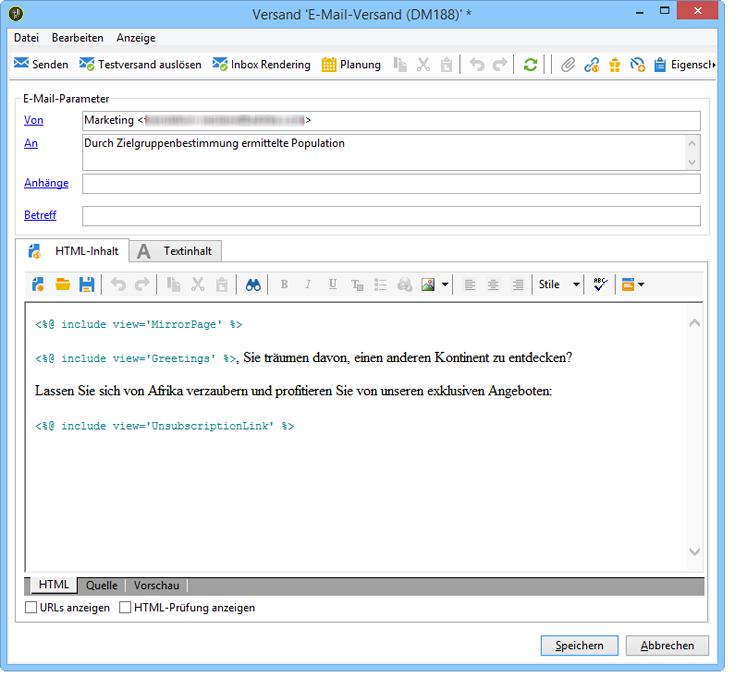 Versand 'E-Mail-Versand (DM188)' *
Datei Bearbeiten Anzeige
Senden Testversand auslösen Inbox Rendering Planung Eigensch
E-Mail-Parameter
Von Marketing < >
An Durch Zielgruppenbestimmung ermittelte Population
Anhänge
Betreff
HTML-Inhalt Textinhalt
B I U Stile ABC
<%@ include view='MirrorPage' %>
<%@ include view='Greetings' %>, Sie träumen davon, einen anderen Kontinent zu entdecken?
Lassen Sie sich von Afrika verzaubern und profitieren Sie von unseren exklusiven Angeboten:
<%@ include view='UnsubscriptionLink' %>
HTML Quelle Vorschau
URLs anzeigen HTML-Prüfung anzeigen
Speichern Abbrechen